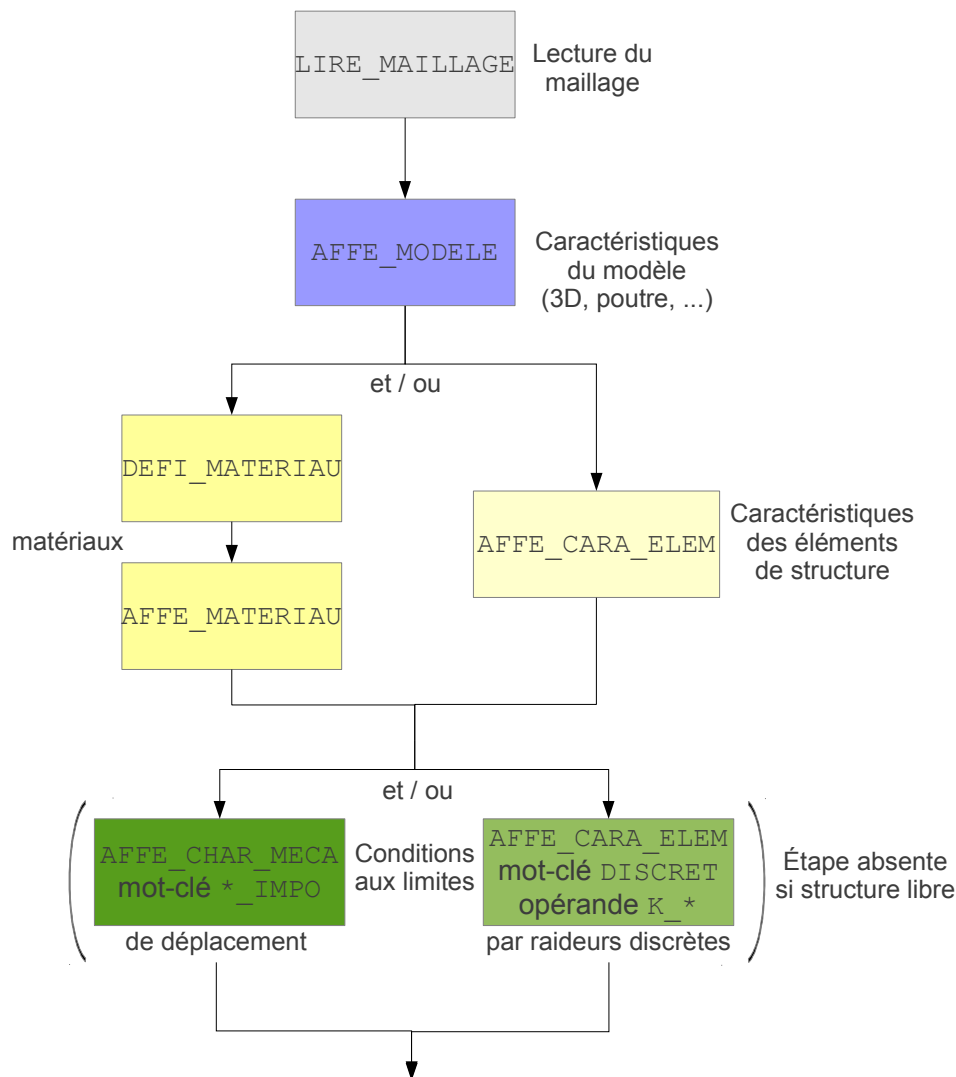 LIRE_MAILLAGE
Lecture du
maillage
AFFE_MODELE
Caractéristiques
du modèle
(3D, poutre, ...)
et / ou
DEFI_MATERIAU
matériaux
AFFE_MATERIAU
AFFE_CARA_ELEM
Caractéristiques
des éléments
de structure
et / ou
AFFE_CHAR_MECA
mot-clé *_IMPO
de déplacement
Conditions
aux limites
AFFE_CARA_ELEM
mot-clé DISCRET
opérande K_*
par raideurs discrètes
Étape absente
si structure libre